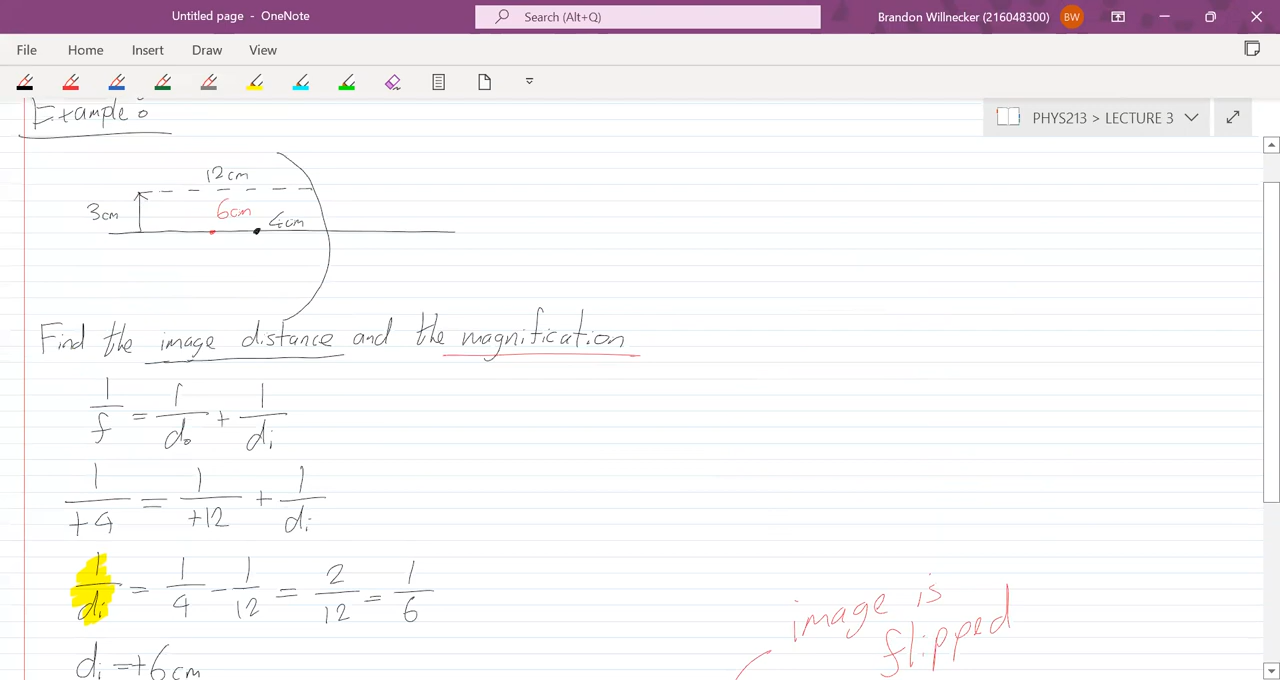 Untitled page - OneNote
Search (Alt+Q)
Brandon Willnecker (216048300)
BW
File Home Insert Draw View
PHYS213 > LECTURE 3
Example:
12cm
3cm
6cm
4cm
Find the image distance and the magnification
1/f = 1/do + 1/di
1/+4 = 1/+12 + 1/di
1/di = 1/4 - 1/12 = 2/12 = 1/6
di = +6cm
image is
flipped